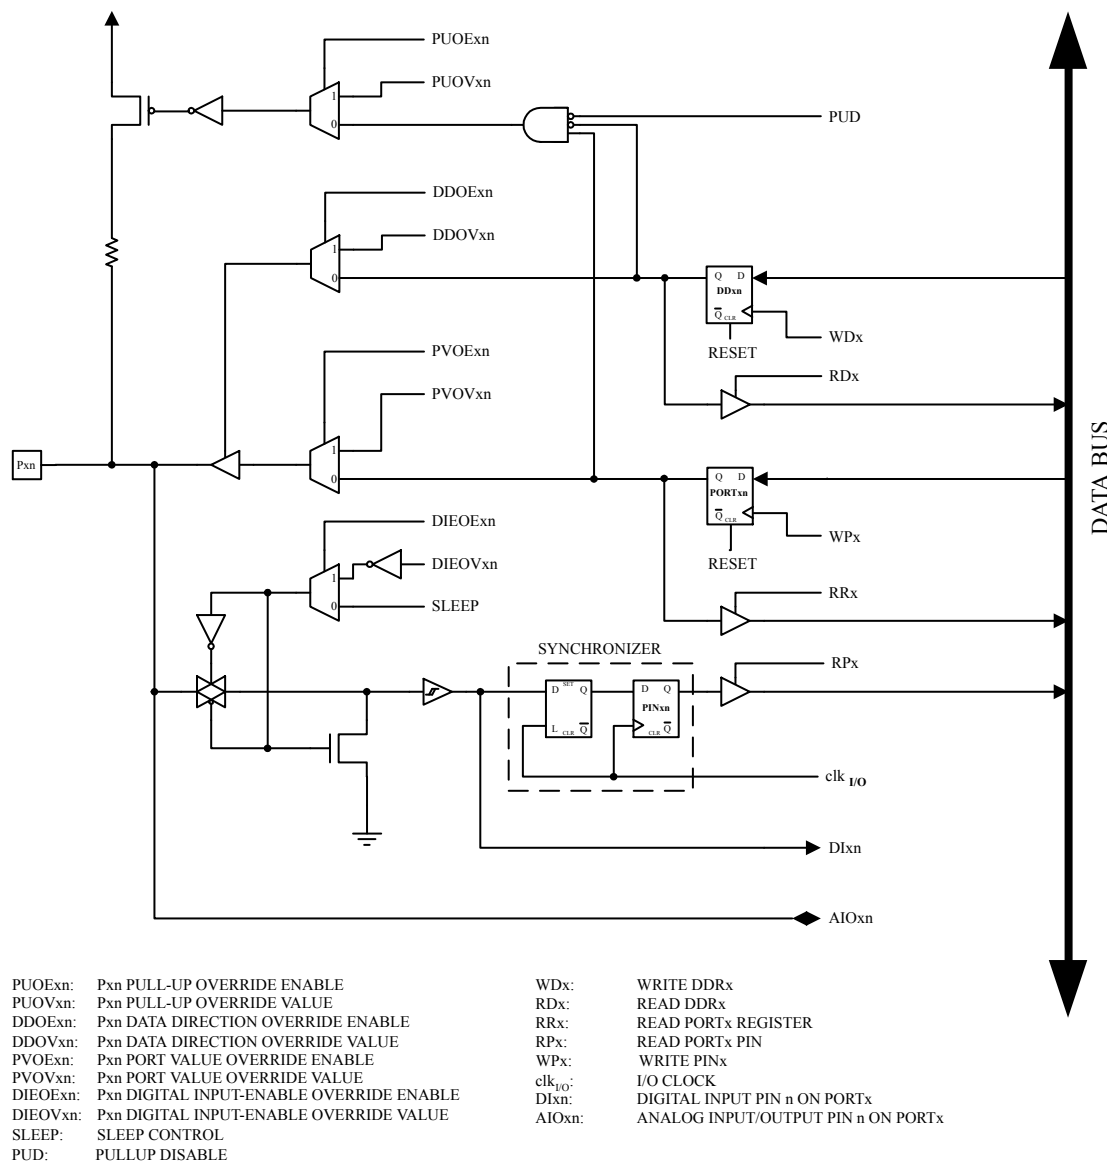 PUOExn
PUOVxn
1
0
PUD
DDOExn
DDOVxn
1
0
Q D
DDxn
Q CLR
WDx
RESET
PVOExn
RDx
PVOVxn
DATA BUS
1
Pxn
0
Q D
PORTxn
Q CLR
DIEOExn
WPx
RESET
DIEOVxn
1
RRx
0
SLEEP
SYNCHRONIZER
RPx
D SET Q
D Q
PINxn
L CLR Q
CLR Q
clk I/O
DIxn
AIOxn
PUOExn: Pxn PULL-UP OVERRIDE ENABLE
PUOVxn: Pxn PULL-UP OVERRIDE VALUE
DDOExn: Pxn DATA DIRECTION OVERRIDE ENABLE
DDOVxn: Pxn DATA DIRECTION OVERRIDE VALUE
PVOExn: Pxn PORT VALUE OVERRIDE ENABLE
PVOVxn: Pxn PORT VALUE OVERRIDE VALUE
DIEOExn: Pxn DIGITAL INPUT-ENABLE OVERRIDE ENABLE
DIEOVxn: Pxn DIGITAL INPUT-ENABLE OVERRIDE VALUE
SLEEP: SLEEP CONTROL
PUD: PULLUP DISABLE
WDx: WRITE DDRx
RDx: READ DDRx
RRx: READ PORTx REGISTER
RPx: READ PORTx PIN
WPx: WRITE PINx
clkI/O: I/O CLOCK
DIxn: DIGITAL INPUT PIN n ON PORTx
AIOxn: ANALOG INPUT/OUTPUT PIN n ON PORTx